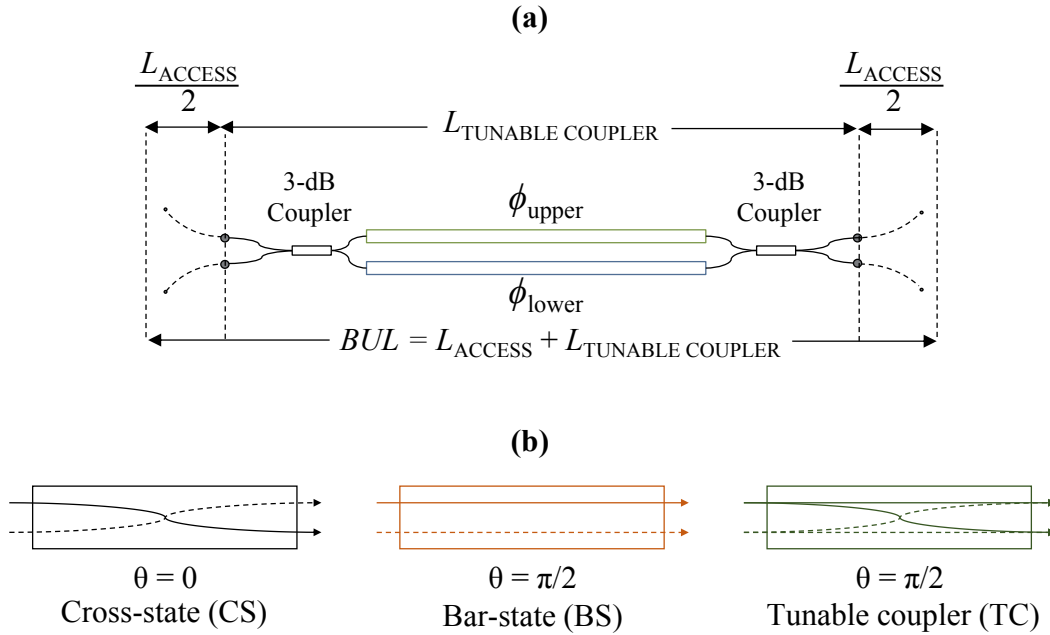 (a)
L_ACCESS / 2
L_ACCESS / 2
L_TUNABLE COUPLER
3-dB Coupler
ϕ_upper
3-dB Coupler
ϕ_lower
BUL = L_ACCESS + L_TUNABLE COUPLER
(b)
θ = 0
Cross-state (CS)
θ = π/2
Bar-state (BS)
θ = π/2
Tunable coupler (TC)